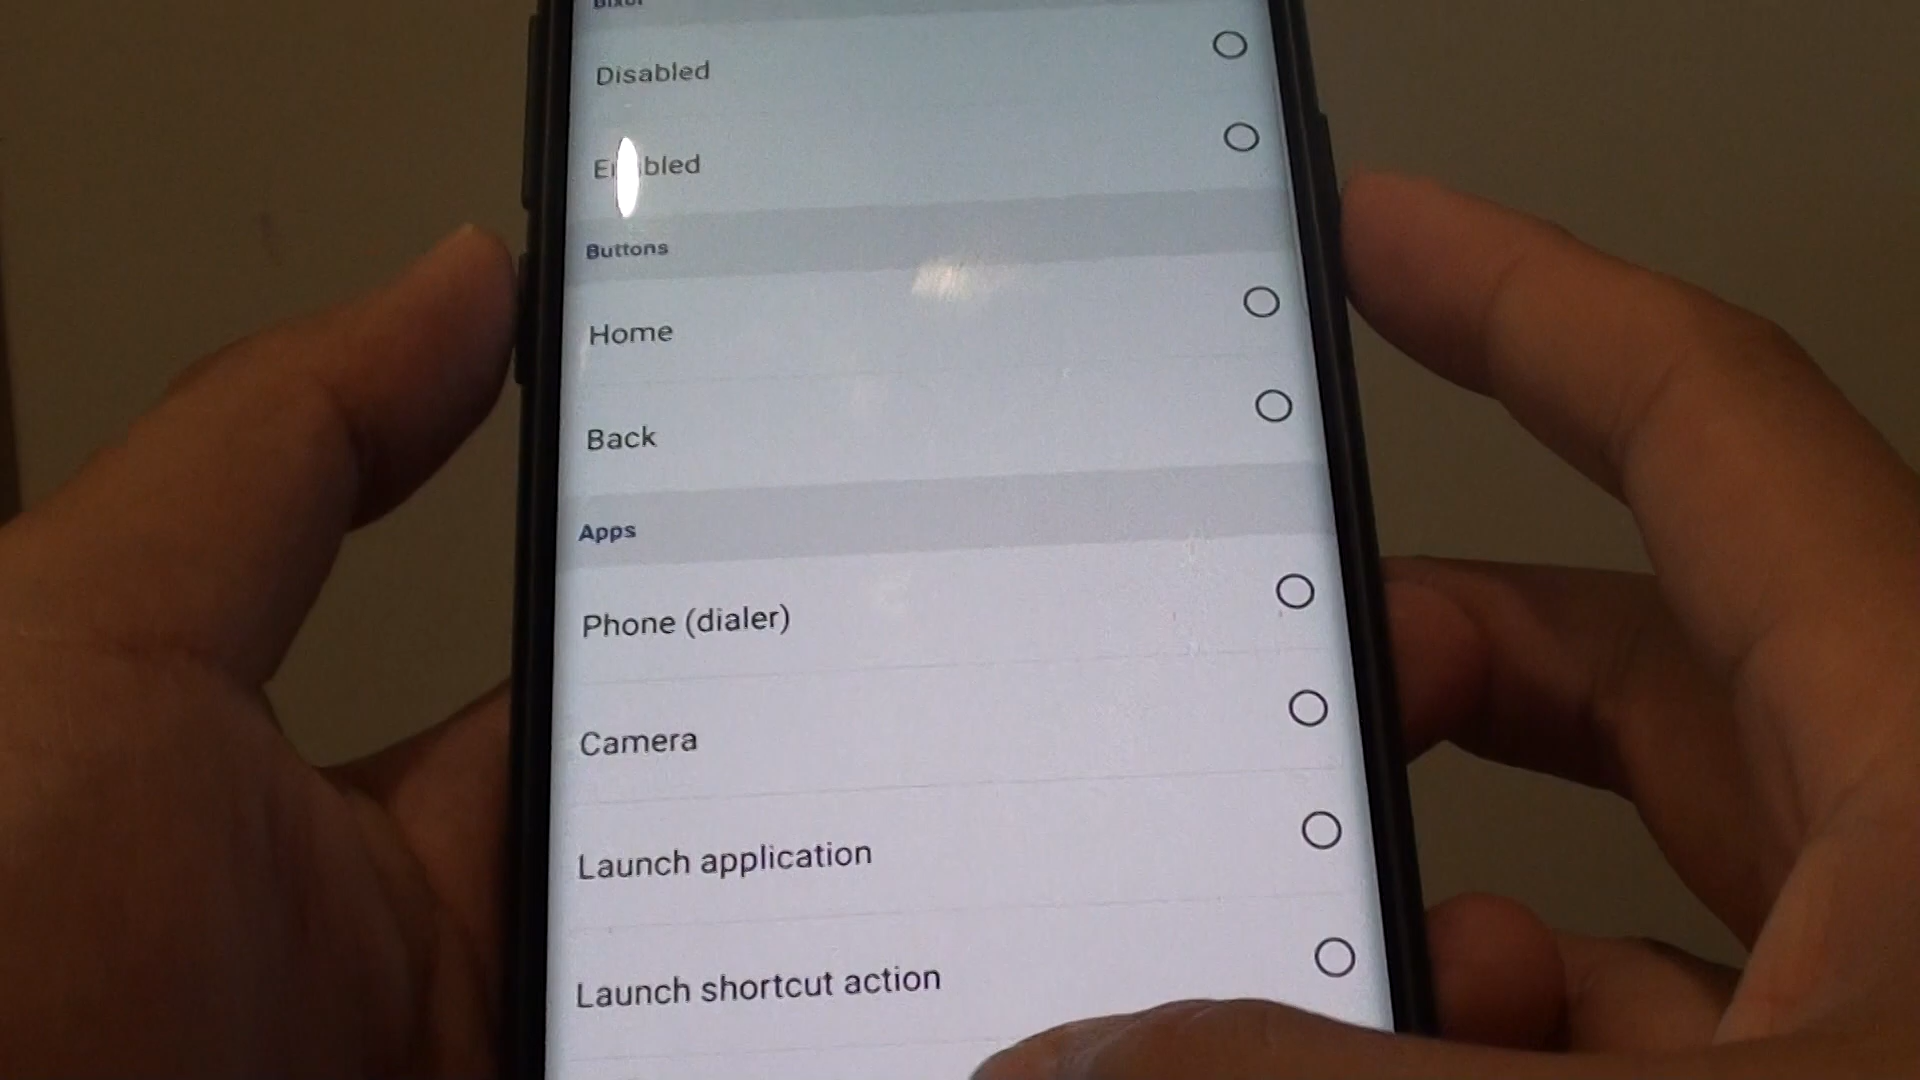 Disabled
Enabled
Buttons
Home
Back
Apps
Phone (dialer)
Camera
Launch application
Launch shortcut action